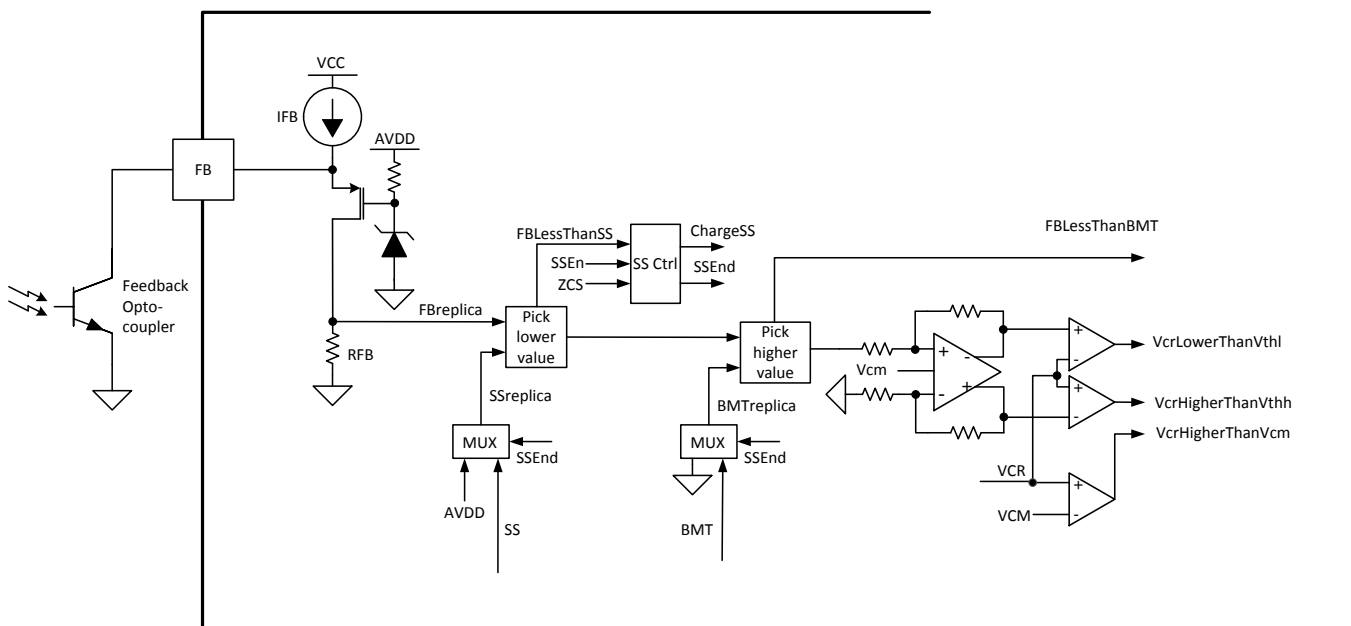 VCC
IFB
AVDD
FB
FBLessThanSS
ChargeSS
SSEn
SS Ctrl
SSEnd
ZCS
FBLessThanBMT
Feedback
Opto-
coupler
FBreplica
Pick
lower
value
RFB
Pick
higher
value
Vcm
+
-
+
-
+
-
VcrLowerThanVthl
SSreplica
BMTreplica
+
-
VcrHigherThanVthh
MUX
SSEnd
MUX
SSEnd
VcrHigherThanVcm
AVDD
SS
BMT
VCR
VCM
+
-